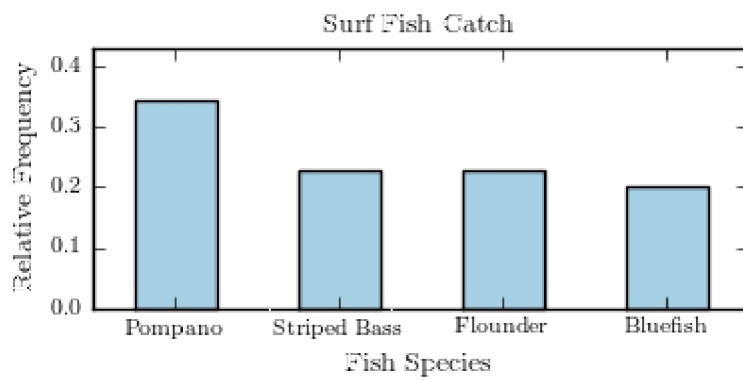 Surf Fish Catch
Relative Frequency
0.4
0.3
0.2
0.1
0.0
Pompano Striped Bass Flounder Bluefish
Fish Species